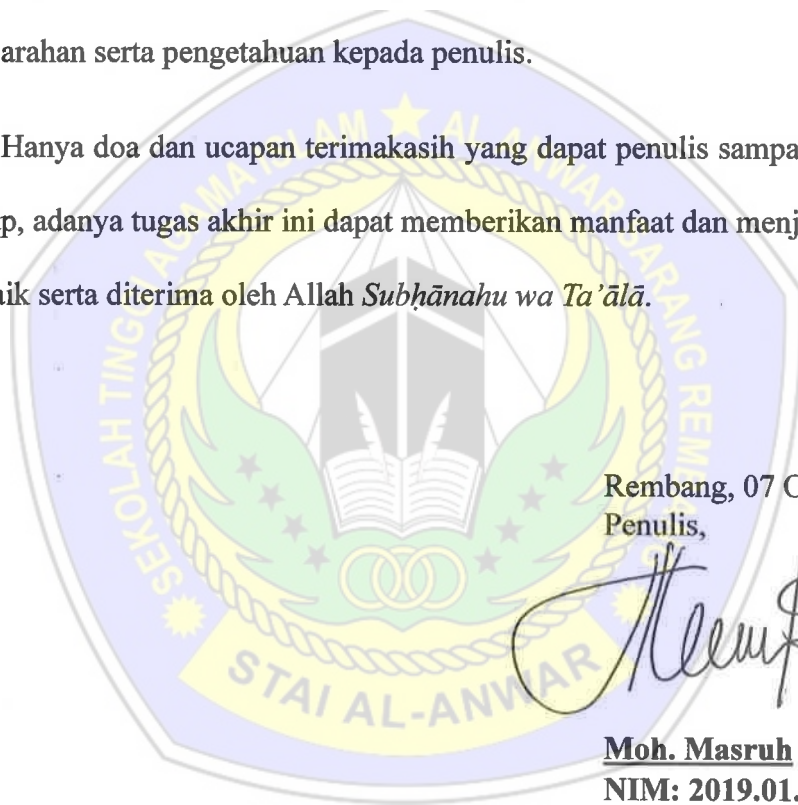 arahan serta pengetahuan kepada penulis.
Hanya doa dan ucapan terimakasih yang dapat penulis sampa
p, adanya tugas akhir ini dapat memberikan manfaat dan menj
aik serta diterima oleh Allah Subḥānahu wa Ta'ālā.
SEKOLAH TINGGI AGAMA ISLAM ★ AL-ANWAR SARANG REMBANG
STAI AL-ANWAR
Rembang, 07 O
Penulis,
Moh. Masruh
NIM: 2019.01.